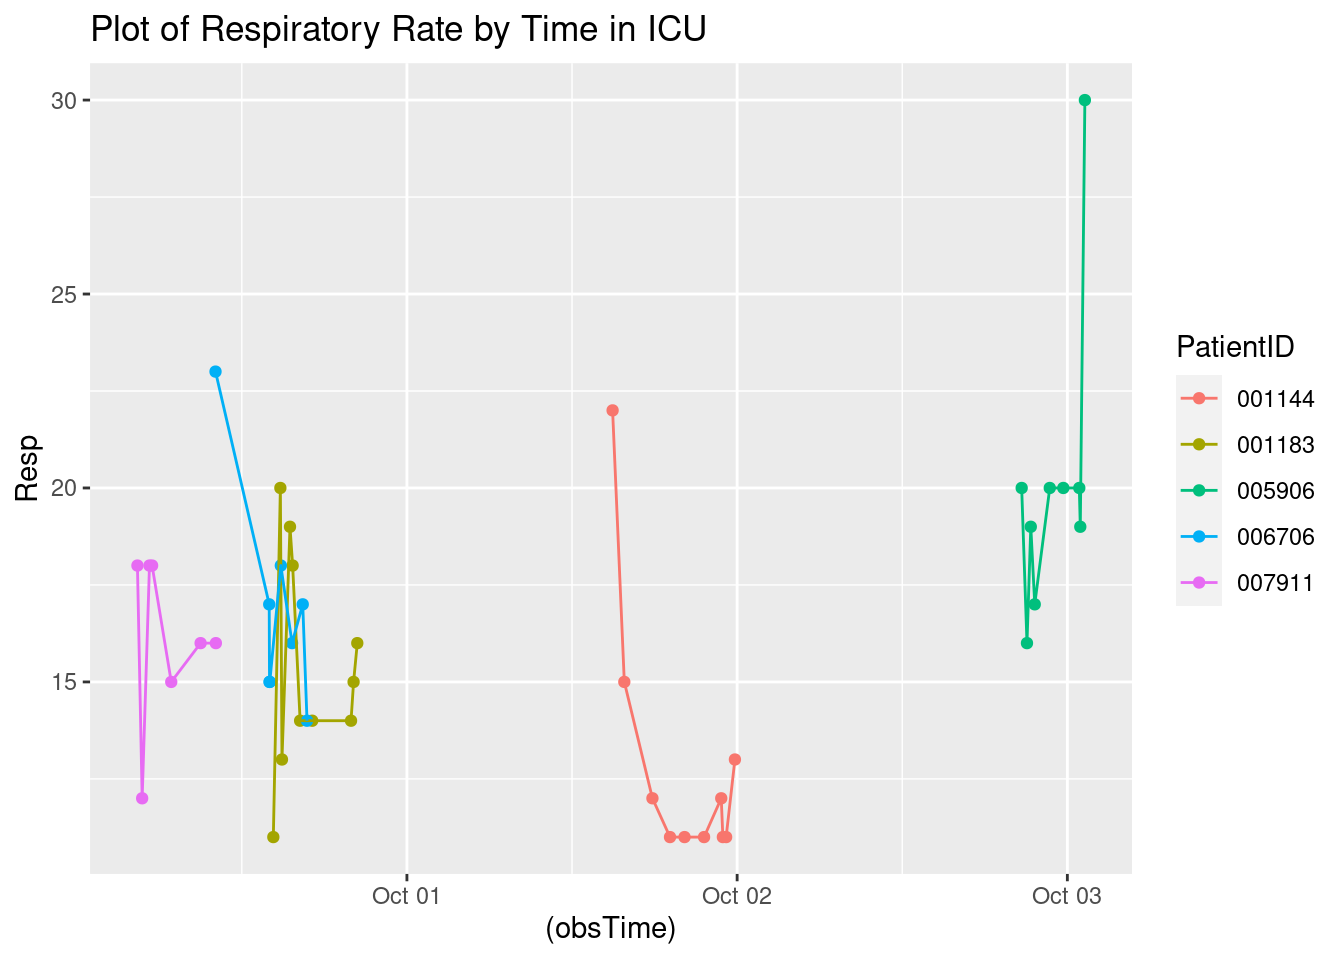 Plot of Respiratory Rate by Time in ICU
30
25
20
15
Resp
Oct 01
Oct 02
Oct 03
(obsTime)
PatientID
001144
001183
005906
006706
007911